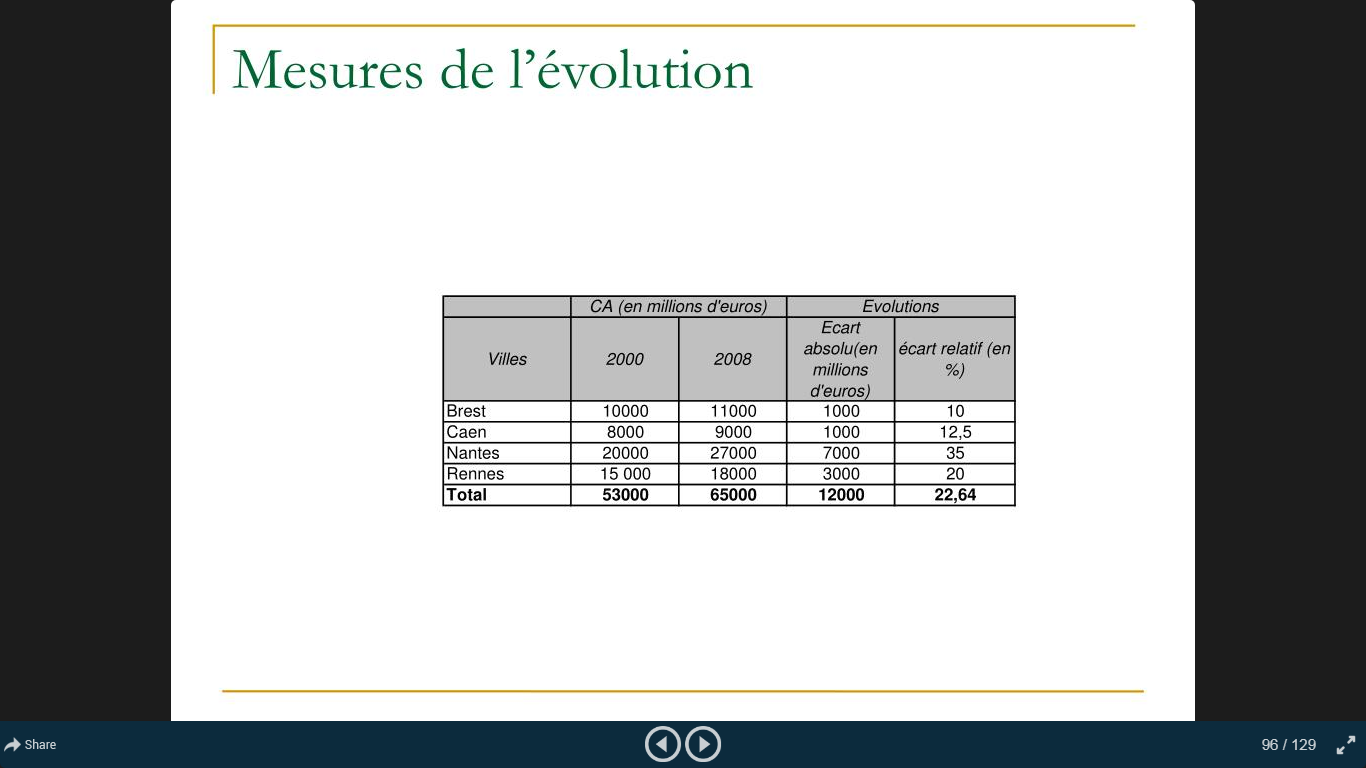 Mesures de l’évolution
CA (en millions d'euros) Evolutions
Villes 2000 2008 Ecart absolu(en millions d'euros) écart relatif (en %)
Brest 10000 11000 1000 10
Caen 8000 9000 1000 12,5
Nantes 20000 27000 7000 35
Rennes 15 000 18000 3000 20
Total 53000 65000 12000 22,64
Share
96 / 129